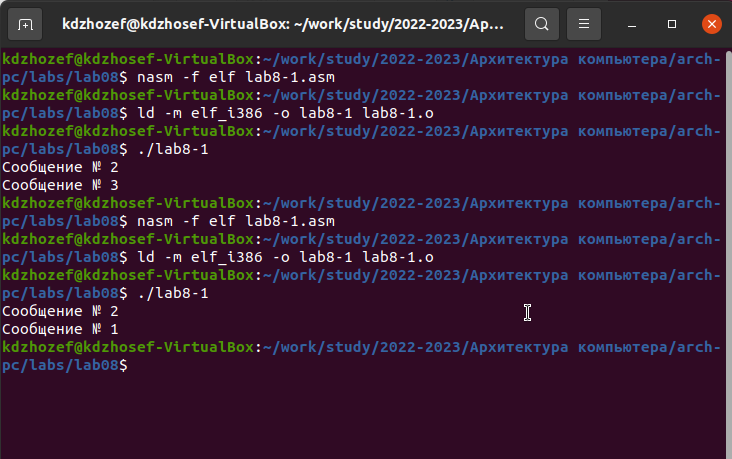 kdzhozef@kdzhosef-VirtualBox: ~/work/study/2022-2023/Ар...
kdzhozef@kdzhosef-VirtualBox:~/work/study/2022-2023/Архитектура компьютера/arch-
pc/labs/lab08$ nasm -f elf lab8-1.asm
kdzhozef@kdzhosef-VirtualBox:~/work/study/2022-2023/Архитектура компьютера/arch-
pc/labs/lab08$ ld -m elf_i386 -o lab8-1 lab8-1.o
kdzhozef@kdzhosef-VirtualBox:~/work/study/2022-2023/Архитектура компьютера/arch-
pc/labs/lab08$ ./lab8-1
Сообщение № 2
Сообщение № 3
kdzhozef@kdzhosef-VirtualBox:~/work/study/2022-2023/Архитектура компьютера/arch-
pc/labs/lab08$ nasm -f elf lab8-1.asm
kdzhozef@kdzhosef-VirtualBox:~/work/study/2022-2023/Архитектура компьютера/arch-
pc/labs/lab08$ ld -m elf_i386 -o lab8-1 lab8-1.o
kdzhozef@kdzhosef-VirtualBox:~/work/study/2022-2023/Архитектура компьютера/arch-
pc/labs/lab08$ ./lab8-1
Сообщение № 2
Сообщение № 1
kdzhozef@kdzhosef-VirtualBox:~/work/study/2022-2023/Архитектура компьютера/arch-
pc/labs/lab08$